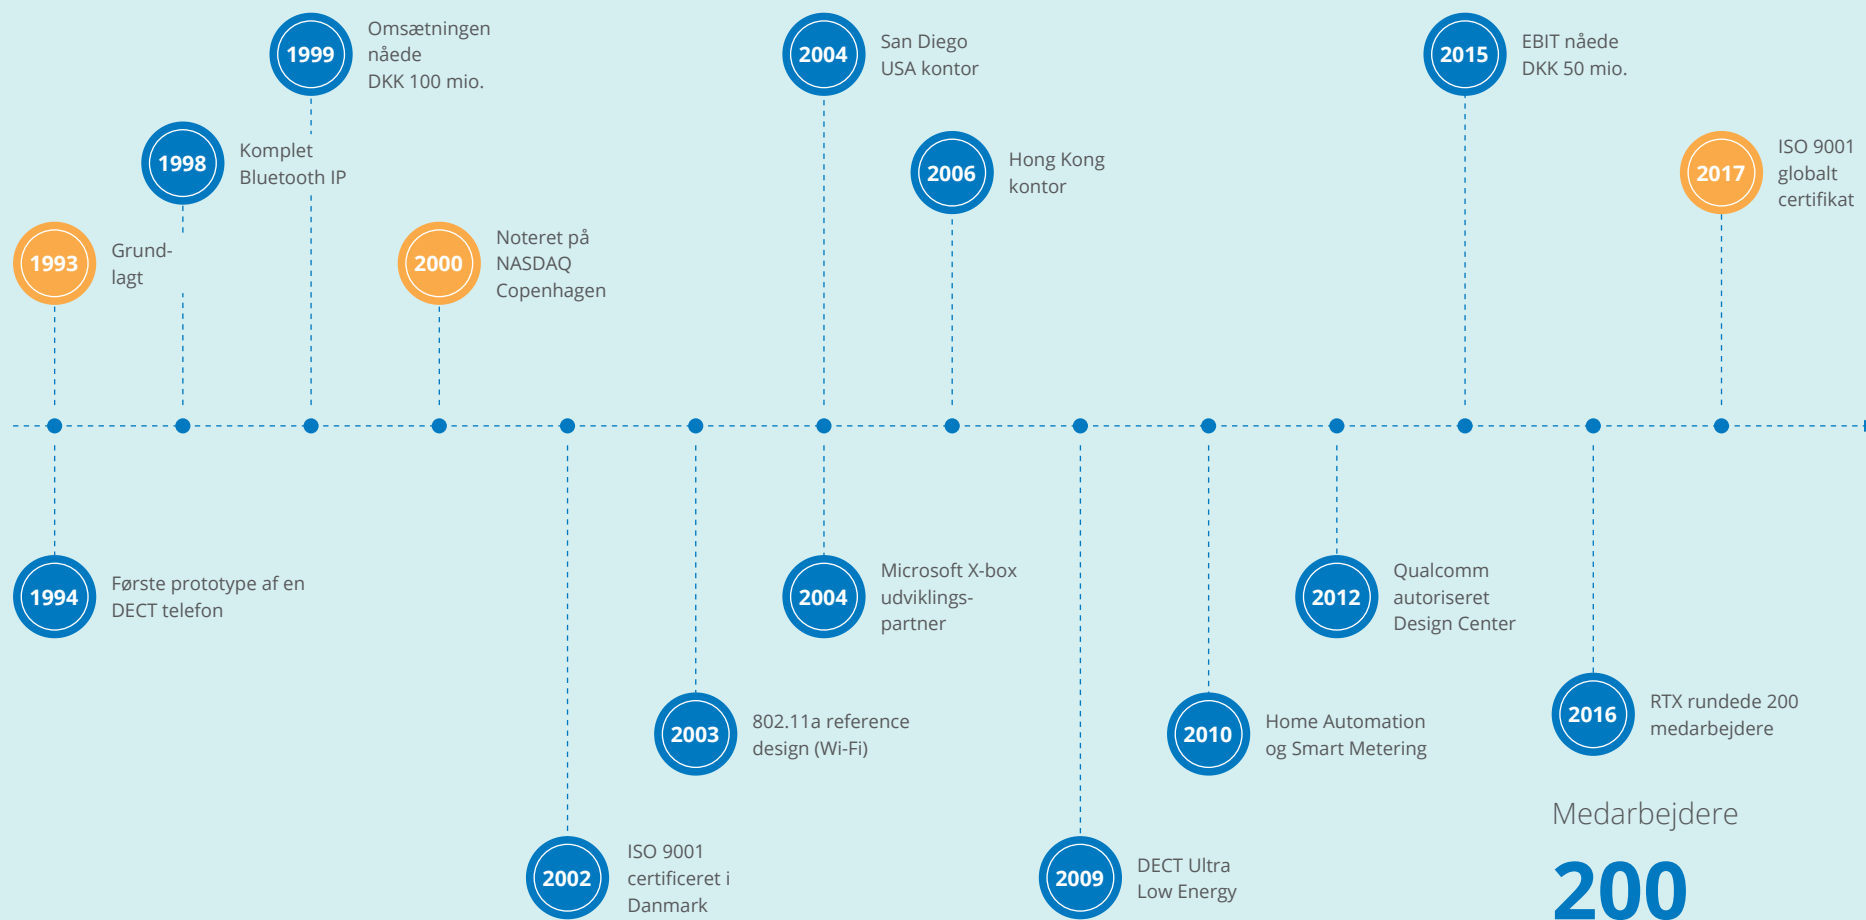 1999
Omsætningen
nåede
DKK 100 mio.
2004
San Diego
USA kontor
2015
EBIT nåede
DKK 50 mio.
1998
Komplet
Bluetooth IP
2006
Hong Kong
kontor
2017
ISO 9001
globalt
certifikat
1993
Grund-
lagt
2000
Noteret på
NASDAQ
Copenhagen
1994
Første prototype af en
DECT telefon
2004
Microsoft X-box
udviklings-
partner
2012
Qualcomm
autoriseret
Design Center
2003
802.11a reference
design (Wi-Fi)
2010
Home Automation
og Smart Metering
2016
RTX rundede 200
medarbejdere
2002
ISO 9001
certificeret i
Danmark
2009
DECT Ultra
Low Energy
Medarbejdere
200